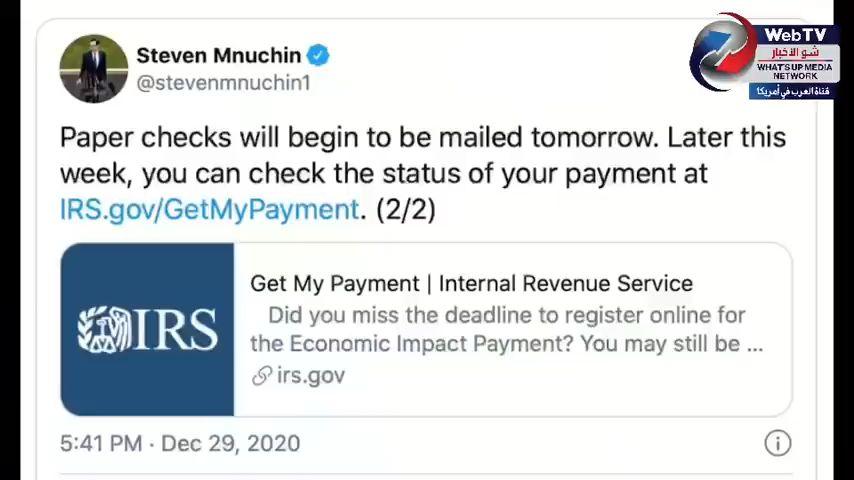 Steven Mnuchin
@stevenmnuchin1
WebTV
شو الأخبار
WHAT'S UP MEDIA
NETWORK
قناة العرب في أمريكا
Paper checks will begin to be mailed tomorrow. Later this
week, you can check the status of your payment at
IRS.gov/GetMyPayment. (2/2)
IRS
Get My Payment | Internal Revenue Service
Did you miss the deadline to register online for
the Economic Impact Payment? You may still be ...
irs.gov
5:41 PM · Dec 29, 2020